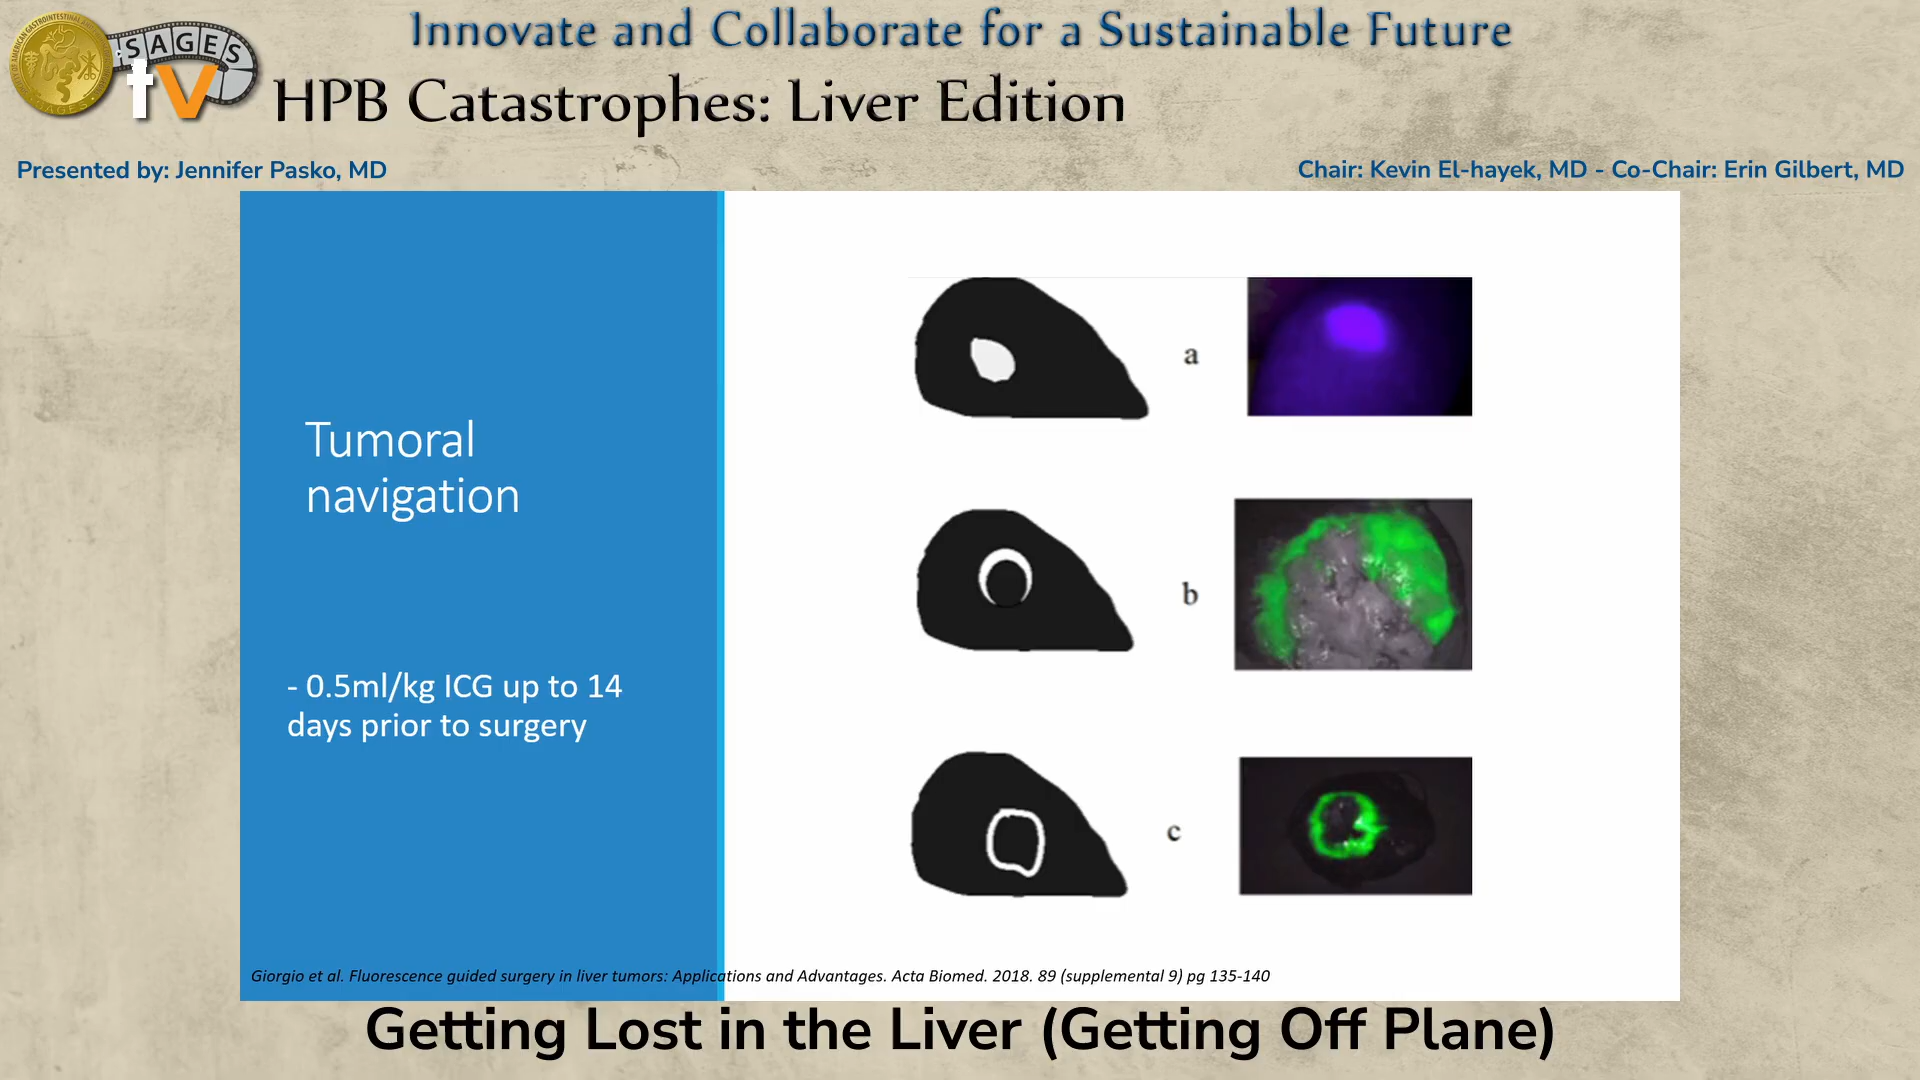 Innovate and Collaborate for a Sustainable Future
SAGES
tv
HPB Catastrophes: Liver Edition
Presented by: Jennifer Pasko, MD
Chair: Kevin El-hayek, MD - Co-Chair: Erin Gilbert, MD
Tumoral
navigation
- 0.5ml/kg ICG up to 14
days prior to surgery
a
b
c
Giorgio et al. Fluorescence guided surgery in liver tumors: Applications and Advantages. Acta Biomed. 2018. 89 (supplemental 9) pg 135-140
Getting Lost in the Liver (Getting Off Plane)